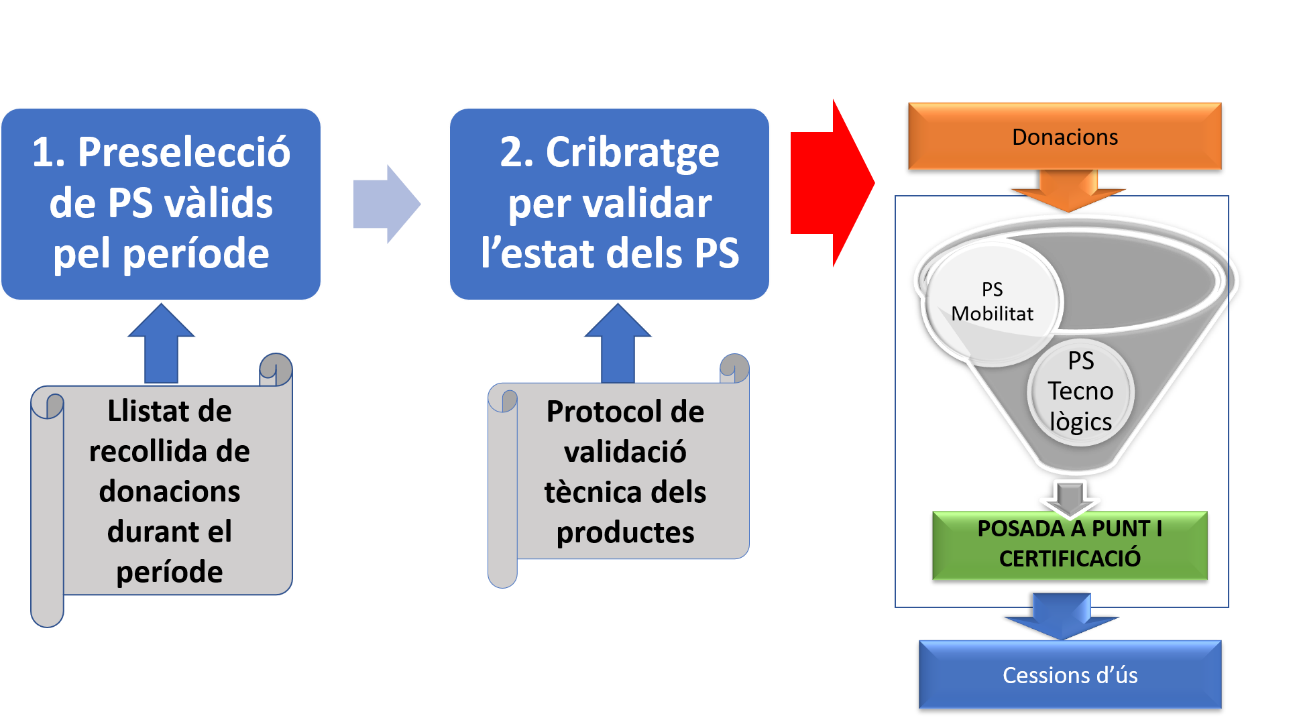 1. Preselecció
de PS vàlids
pel període
Llistat de
recollida de
donacions
durant el
període
2. Cribratge
per validar
l’estat dels PS
Protocol de
validació
tècnica dels
productes
Donacions
PS
Mobilitat
PS
Tecno
lògics
POSADA A PUNT I
CERTIFICACIÓ
Cessions d’ús